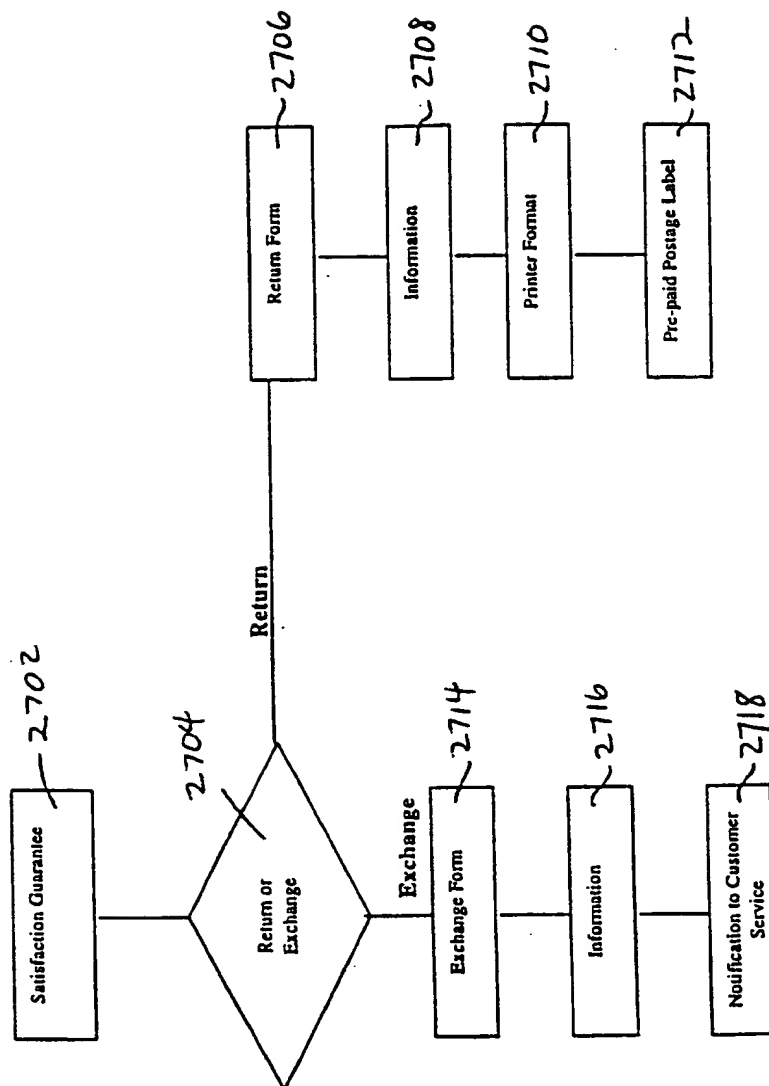 Satisfaction Guarantee
2702
Return or
Exchange
2704
Return
Return Form
2706
Information
2708
Printer Format
2710
Pre-paid Postage Label
2712
Exchange
Exchange Form
2714
Information
2716
Notification to Customer
Service
2718